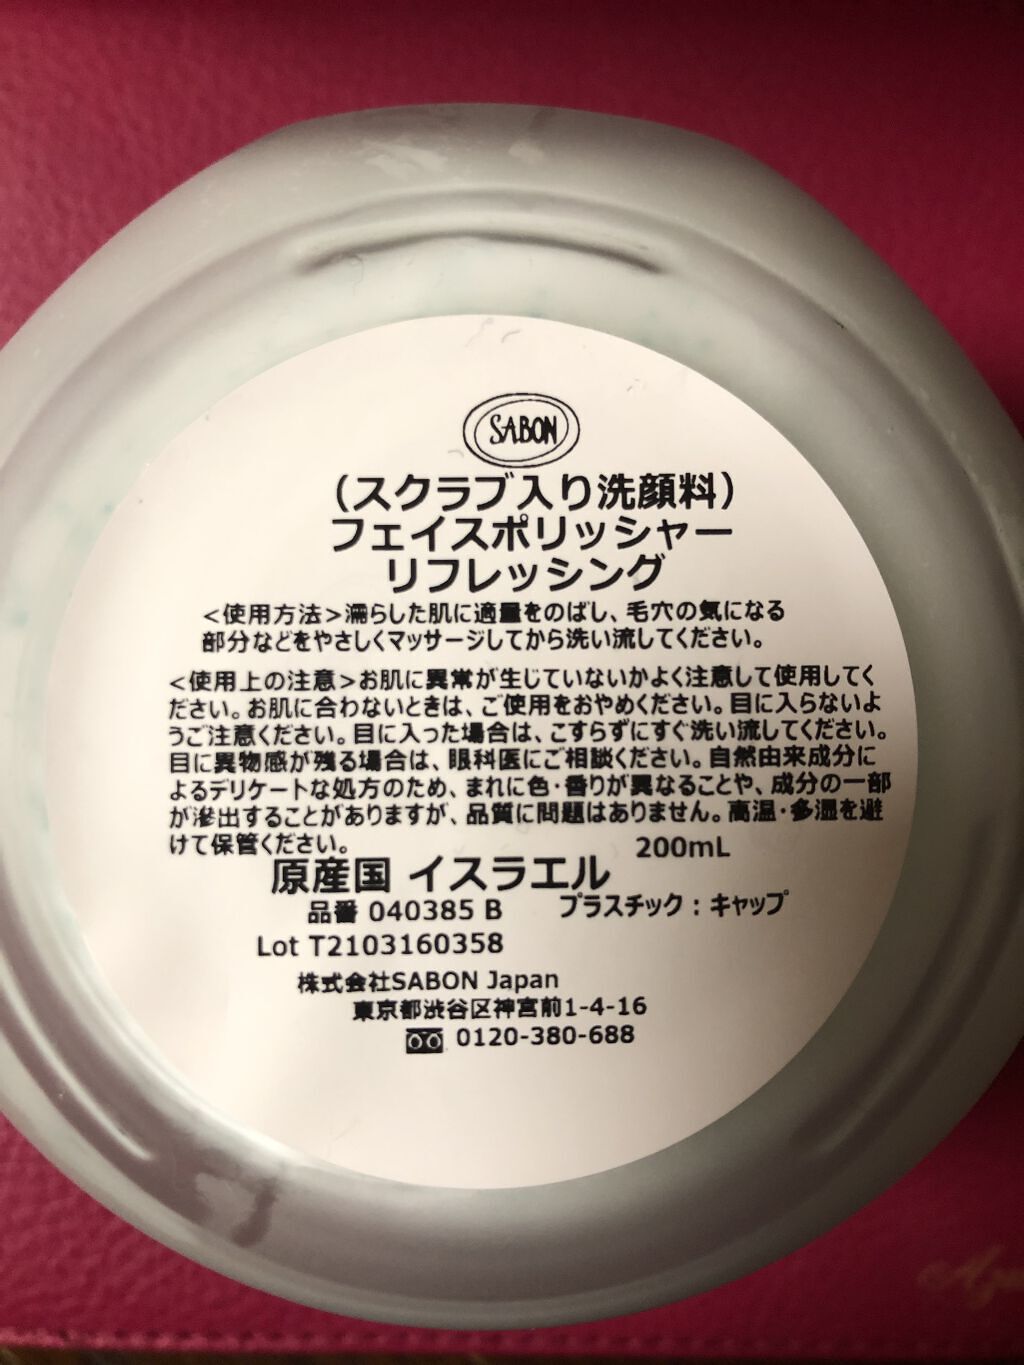 SABON
（スクラブ入り洗顔料）
フェイスポリッシャー
リフレッシング
＜使用方法＞濡らした肌に適量をのばし、毛穴の気になる
部分などをやさしくマッサージしてから洗い流してください。
＜使用上の注意＞お肌に異常が生じていないかよく注意して使用してく
ださい。お肌に合わないときは、ご使用をおやめください。目に入らないよ
うご注意ください。目に入った場合は、こすらずにすぐ洗い流してください。
目に異物感が残る場合は、眼科医にご相談ください。自然由来成分に
よるデリケートな処方のため、まれに色・香りが異なることや、成分の一部
が滲出することがありますが、品質に問題はありません。高温・多湿を避
けて保管ください。
200mL
原産国 イスラエル
品番 040385 B プラスチック：キャップ
Lot T2103160358
株式会社SABON Japan
東京都渋谷区神宮前1-4-16
0120-380-688